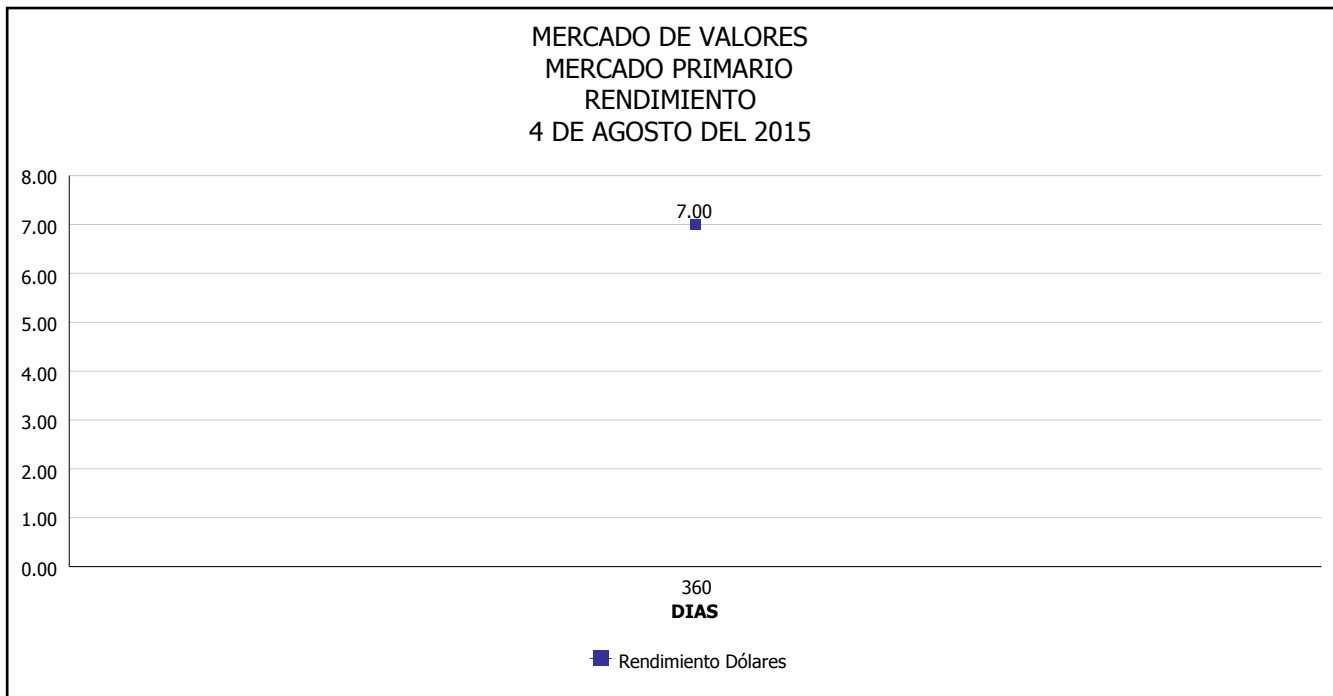 MERCADO DE VALORES
MERCADO PRIMARIO
RENDIMIENTO
4 DE AGOSTO DEL 2015
8.00
7.00
7.00
6.00
5.00
4.00
3.00
2.00
1.00
0.00
360
DIAS
Rendimiento Dólares